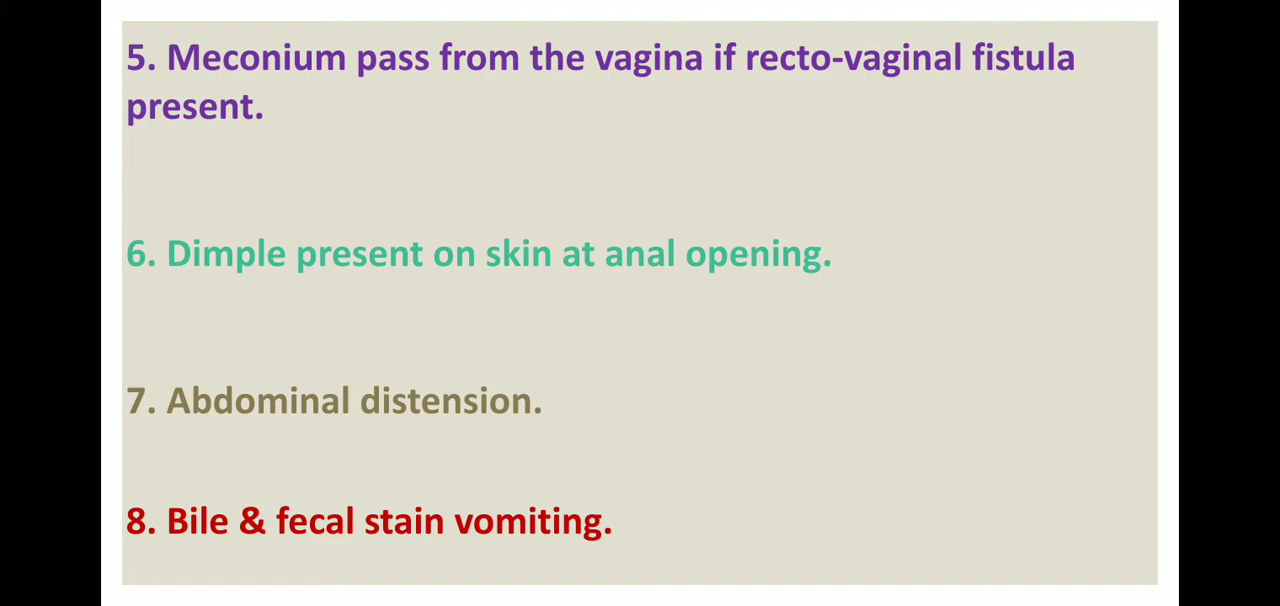 5. Meconium pass from the vagina if recto-vaginal fistula
present.
6. Dimple present on skin at anal opening.
7. Abdominal distension.
8. Bile & fecal stain vomiting.